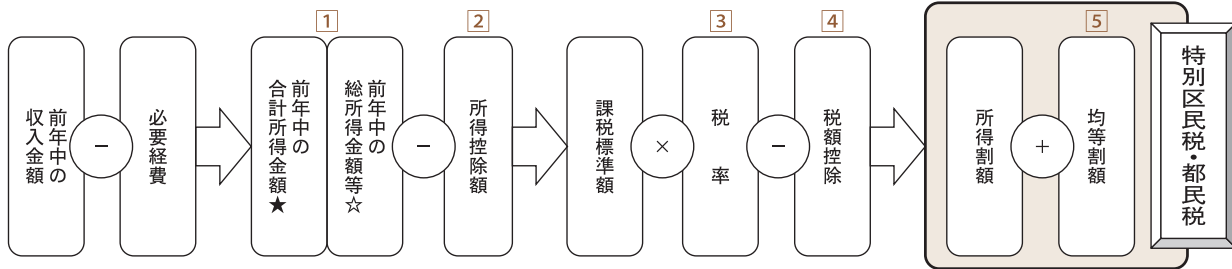 前年中の
収入金額
－
必要経費
1
前年中の
合計所得金額★
前年中の
総所得金額等☆
－
2
所得控除額
課税標準額
×
3
税率
－
4
税額控除
所得割額
＋
5
均等割額
特別区民税・都民税